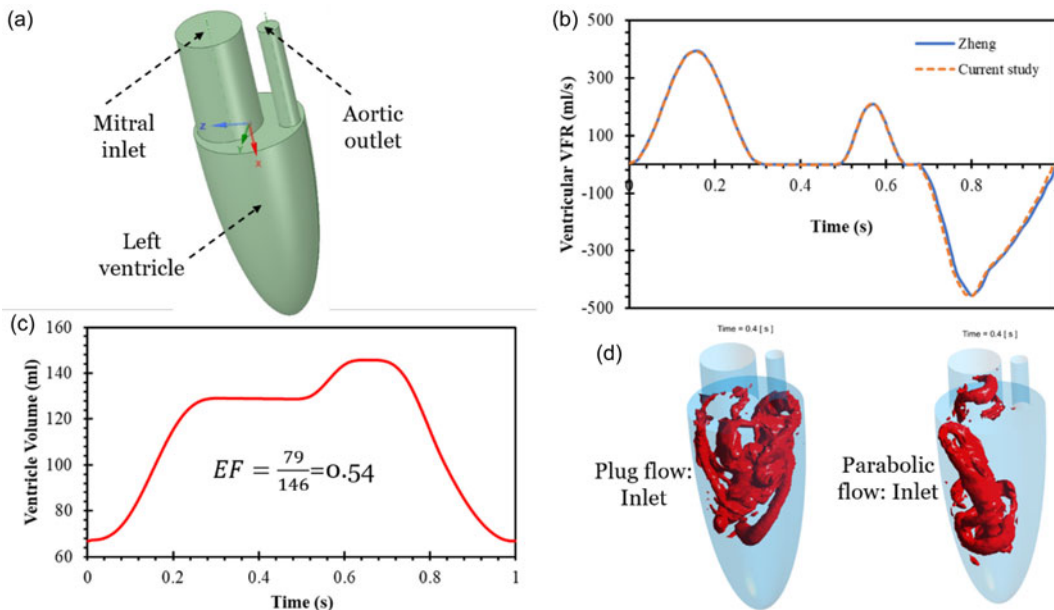 (a)
Mitral
inlet
Aortic
outlet
Z
Y
X
Left
ventricle
(b)
500
300
100
-100
-300
-500
Ventricular VFR (ml/s)
0
0.2
0.4
0.6
0.8
Time (s)
Zheng
Current study
(c)
160
140
120
100
80
60
Ventricle Volume (ml)
EF = 79/146=0.54
0
0.2
0.4
0.6
0.8
1
Time (s)
(d)
Time = 0.4 [ s ]
Plug flow:
Inlet
Time = 0.4 [ s ]
Parabolic
flow: Inlet